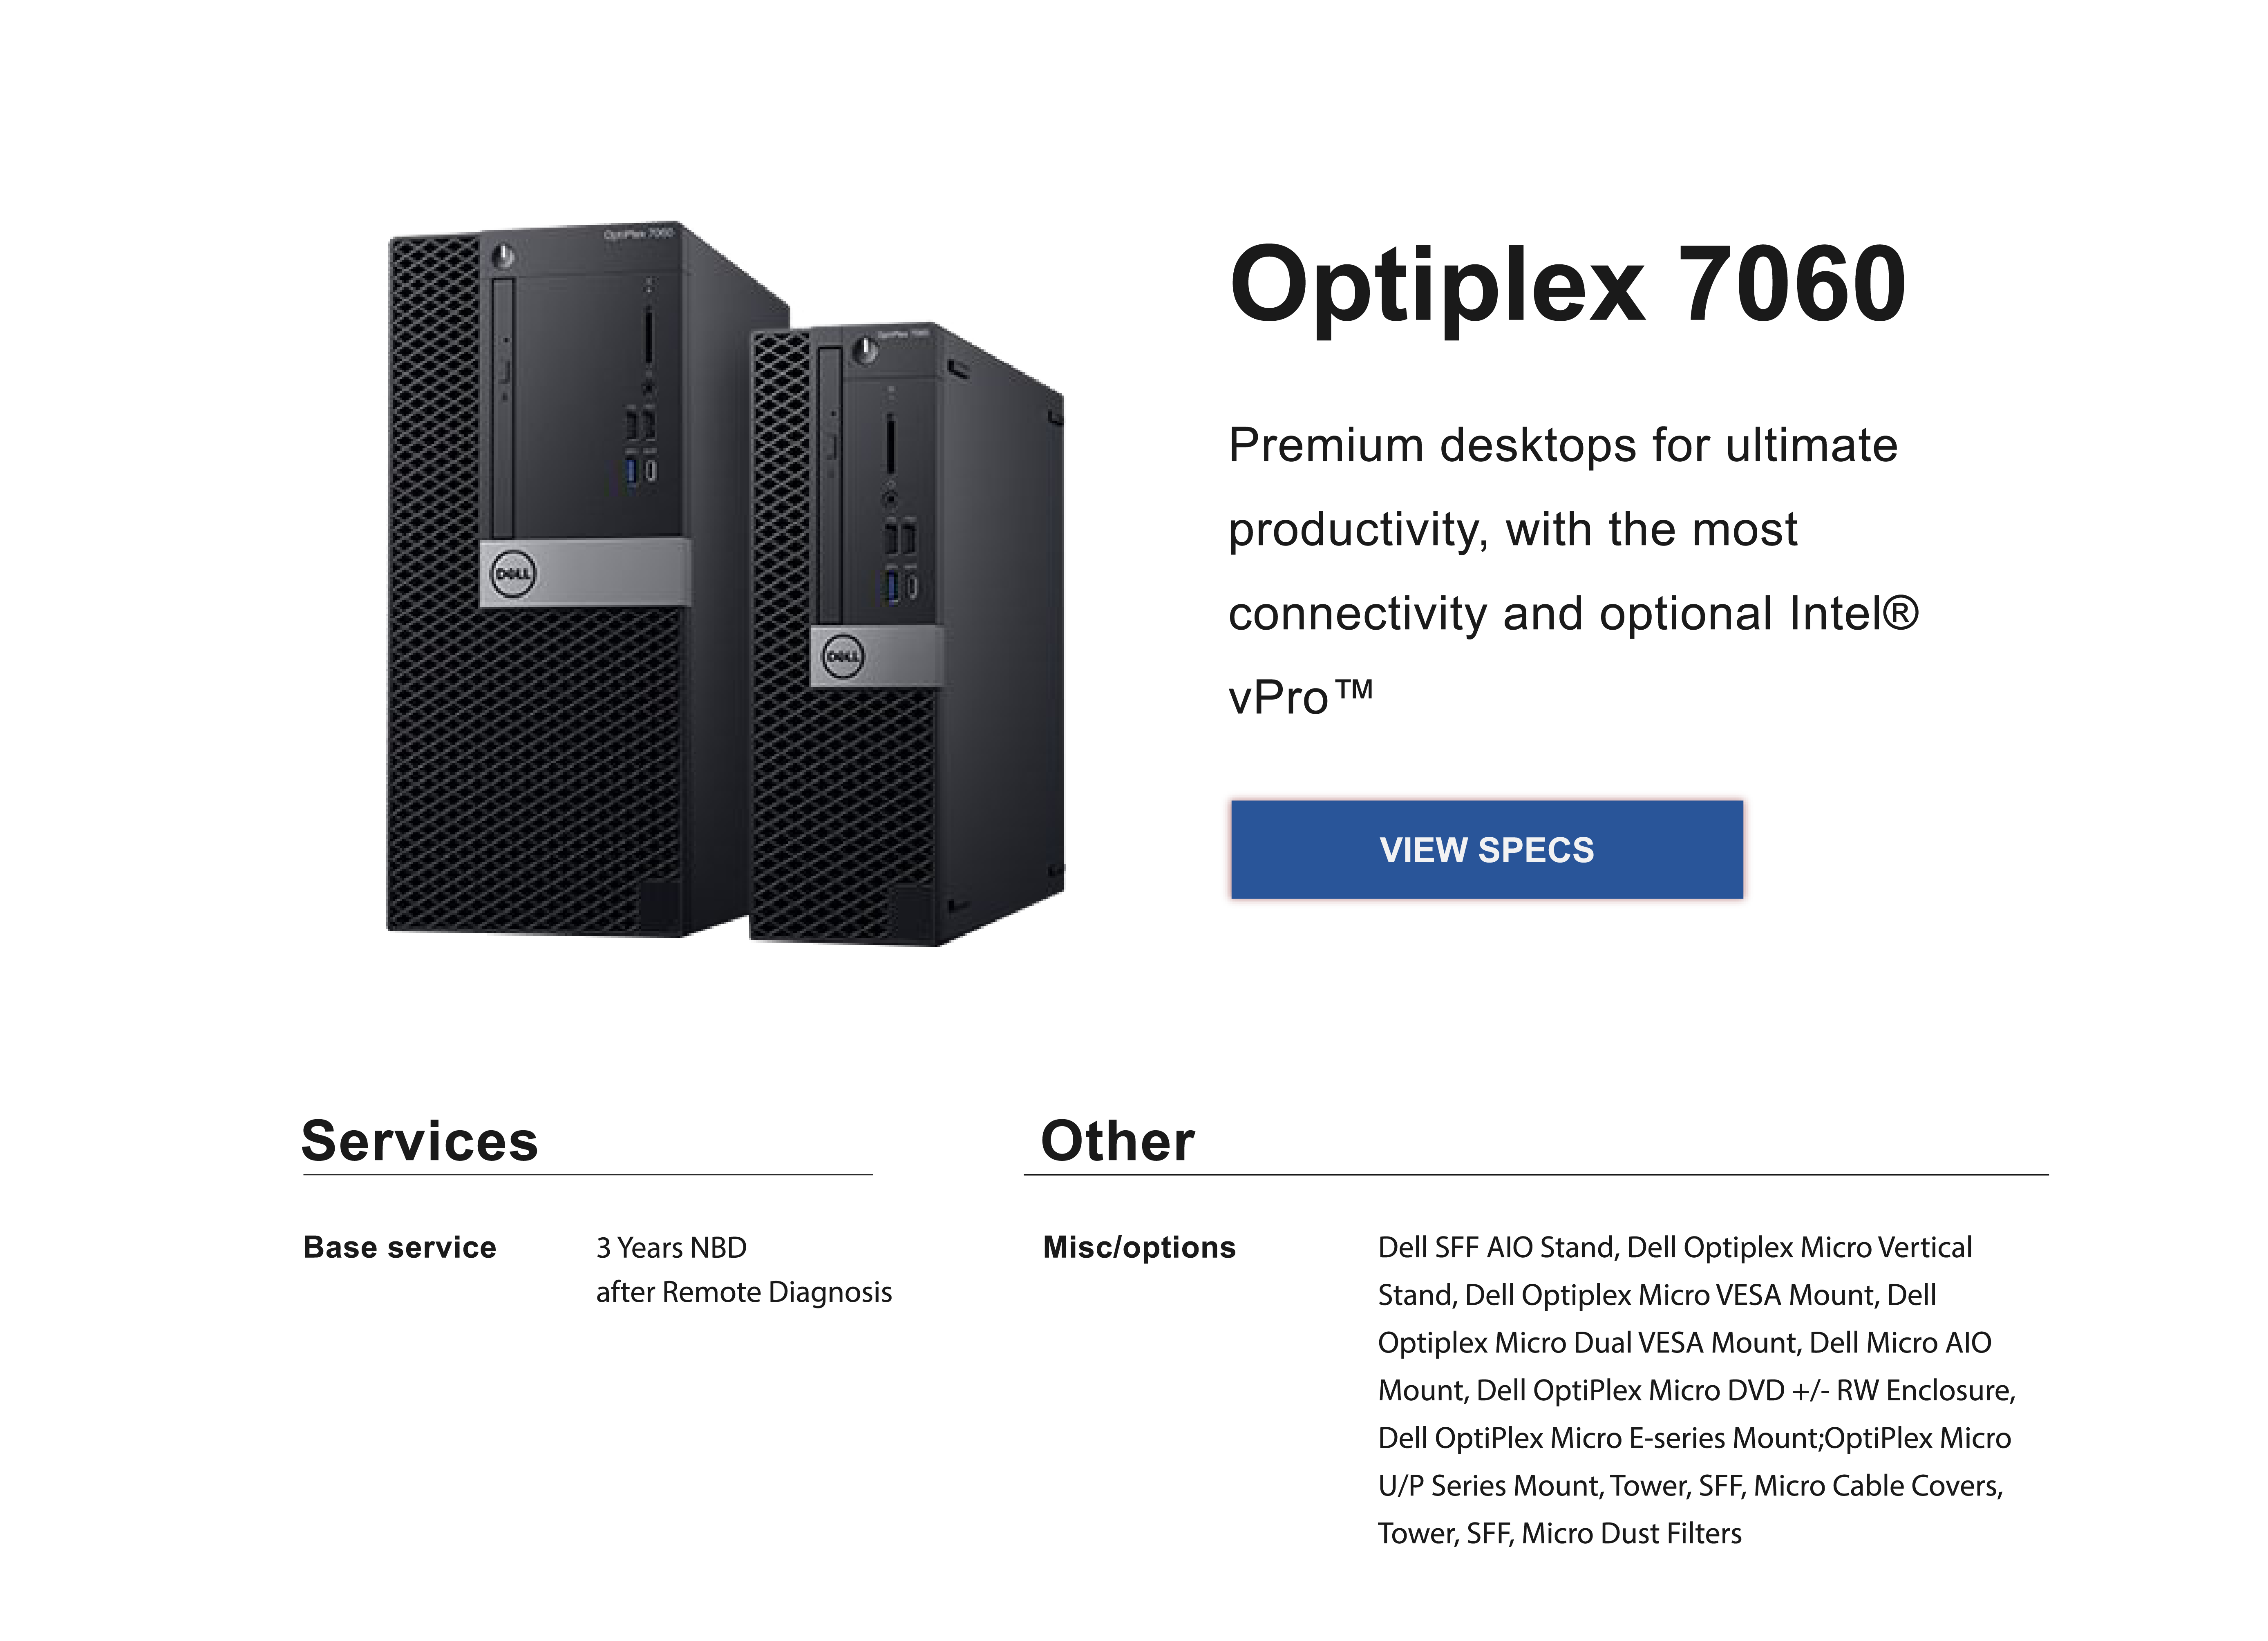 OptiPlex 7060
OptiPlex 7060
DELL
DELL
Optiplex 7060
Premium desktops for ultimate
productivity, with the most
connectivity and optional Intel®
vPro™
VIEW SPECS
Services
Base service
3 Years NBD
after Remote Diagnosis
Other
Misc/options
Dell SFF AIO Stand, Dell Optiplex Micro Vertical
Stand, Dell Optiplex Micro VESA Mount, Dell
Optiplex Micro Dual VESA Mount, Dell Micro AIO
Mount, Dell OptiPlex Micro DVD +/- RW Enclosure,
Dell OptiPlex Micro E-series Mount;OptiPlex Micro
U/P Series Mount, Tower, SFF, Micro Cable Covers,
Tower, SFF, Micro Dust Filters